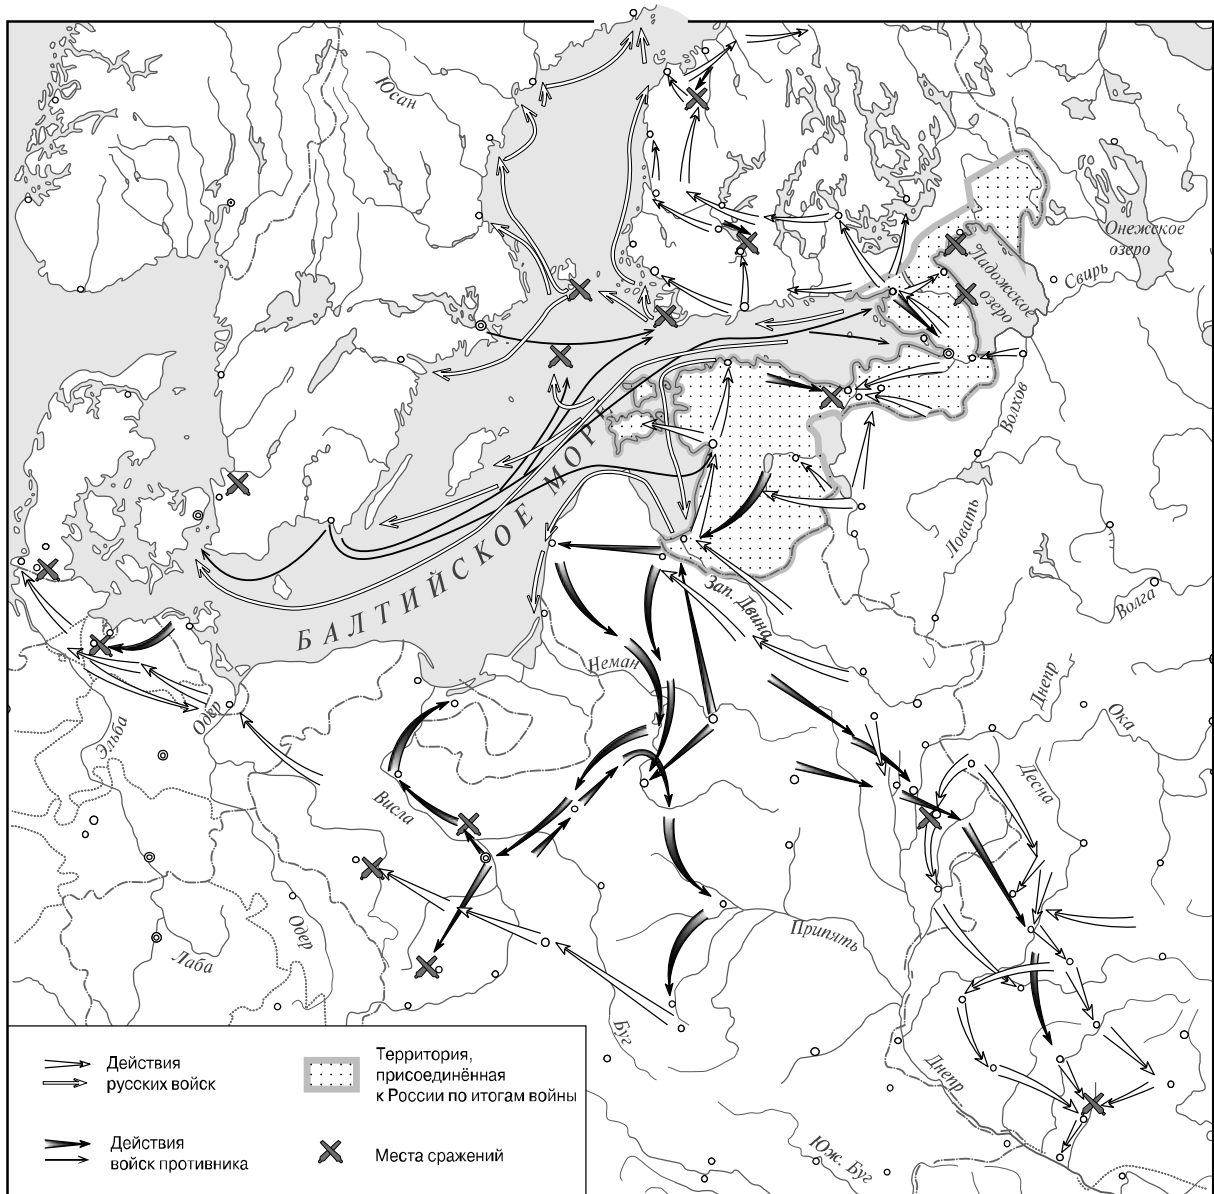 Юсан
Онежское
озеро
Ладожское
озеро
Свирь
Волхов
Ловать
БАЛТИЙСКОЕ МОРЕ
Зап. Двина
Волга
Неман
Днепр
Ока
Одер
Эльба
Десна
Висла
Одер
Лаба
Припять
Буг
Днепр
Юж. Буг
Действия
русских войск
Территория,
присоединённая
к России по итогам войны
Действия
войск противника
Места сражений